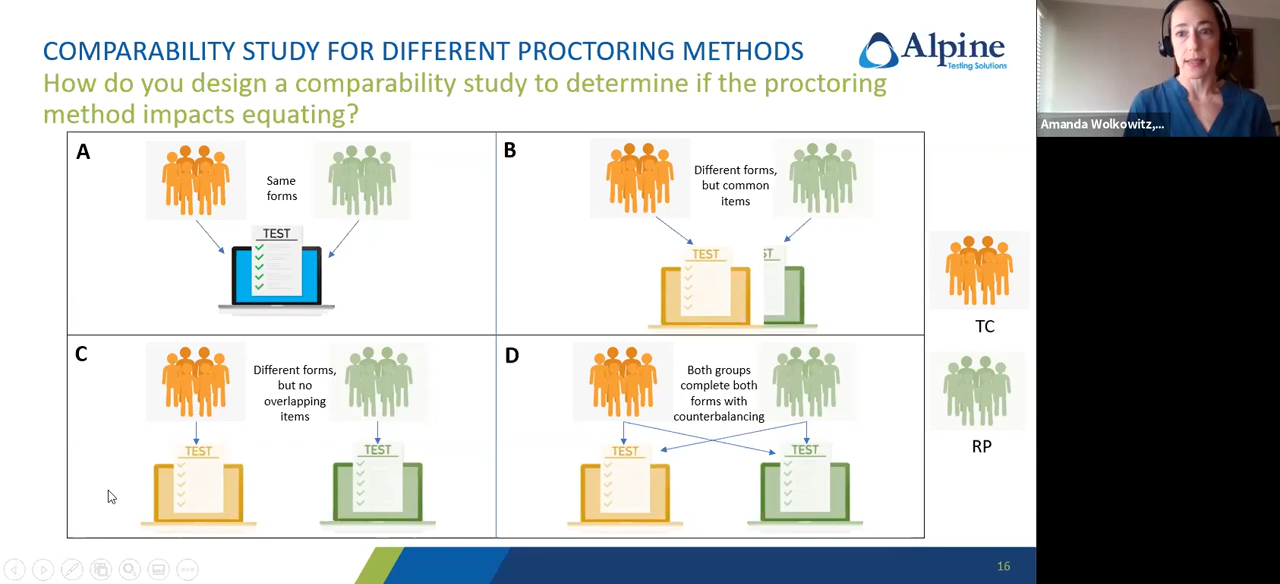 COMPARABILITY STUDY FOR DIFFERENT PROCTORING METHODS
How do you design a comparability study to determine if the proctoring
method impacts equating?
Alpine
Testing Solutions
Amanda Wolkowitz,...
A
Same
forms
TEST
B
Different forms,
but common
items
TEST
ST
C
Different forms,
but no
overlapping
items
TEST
TEST
D
Both groups
complete both
forms with
counterbalancing
TEST
TEST
TC
RP
16